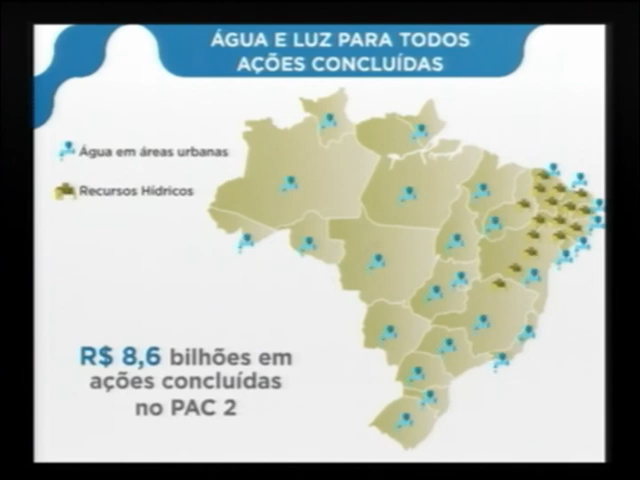 ÁGUA E LUZ PARA TODOS
AÇÕES CONCLUÍDAS
Água em áreas urbanas
Recursos Hídricos
R$ 8,6 bilhões em
ações concluídas
no PAC 2